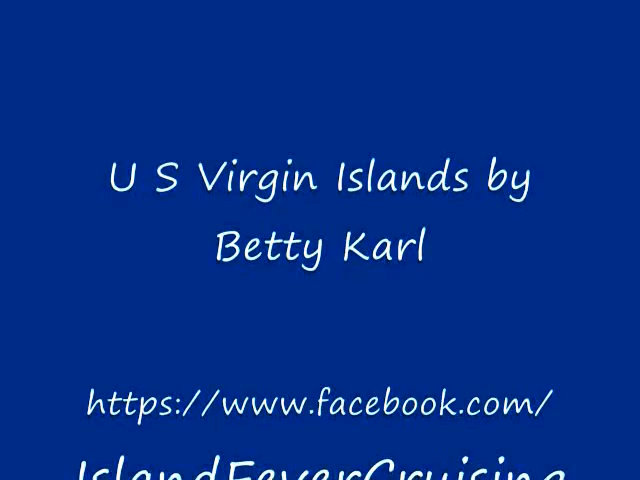 U S Virgin Islands by
Betty Karl
https://www.facebook.com/
IslandFeverCruising